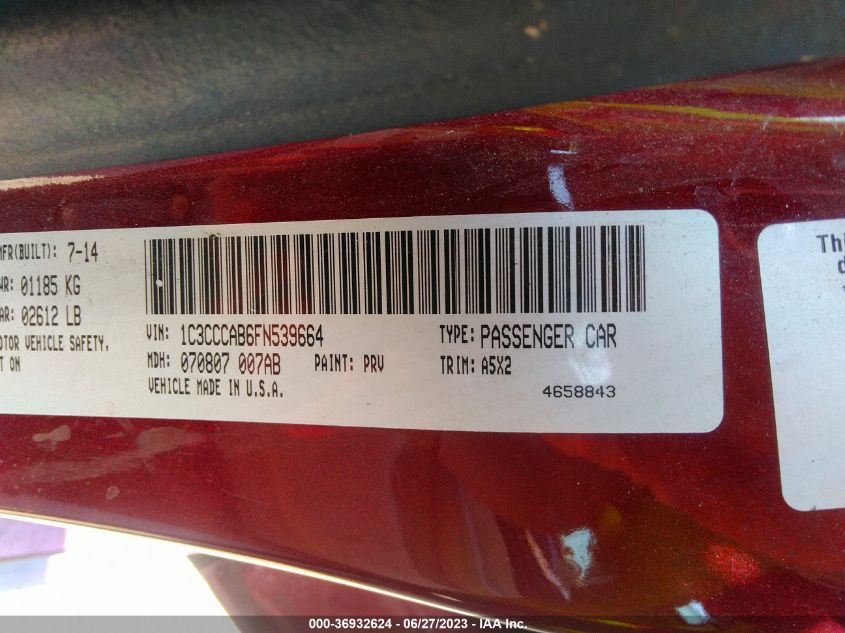 MFR(BUILT): 7-14
WR: 01185 KG
AR: 02612 LB
OTOR VEHICLE SAFETY,
T ON
VIN: 1C3CCCAB6FN539664
TYPE: PASSENGER CAR
MDH: 070807 007AB
PAINT: PRV
TRIM: A5X2
VEHICLE MADE IN U.S.A.
4658843
Thi
d
000-36932624 / 06/27/2023 - IAA Inc.